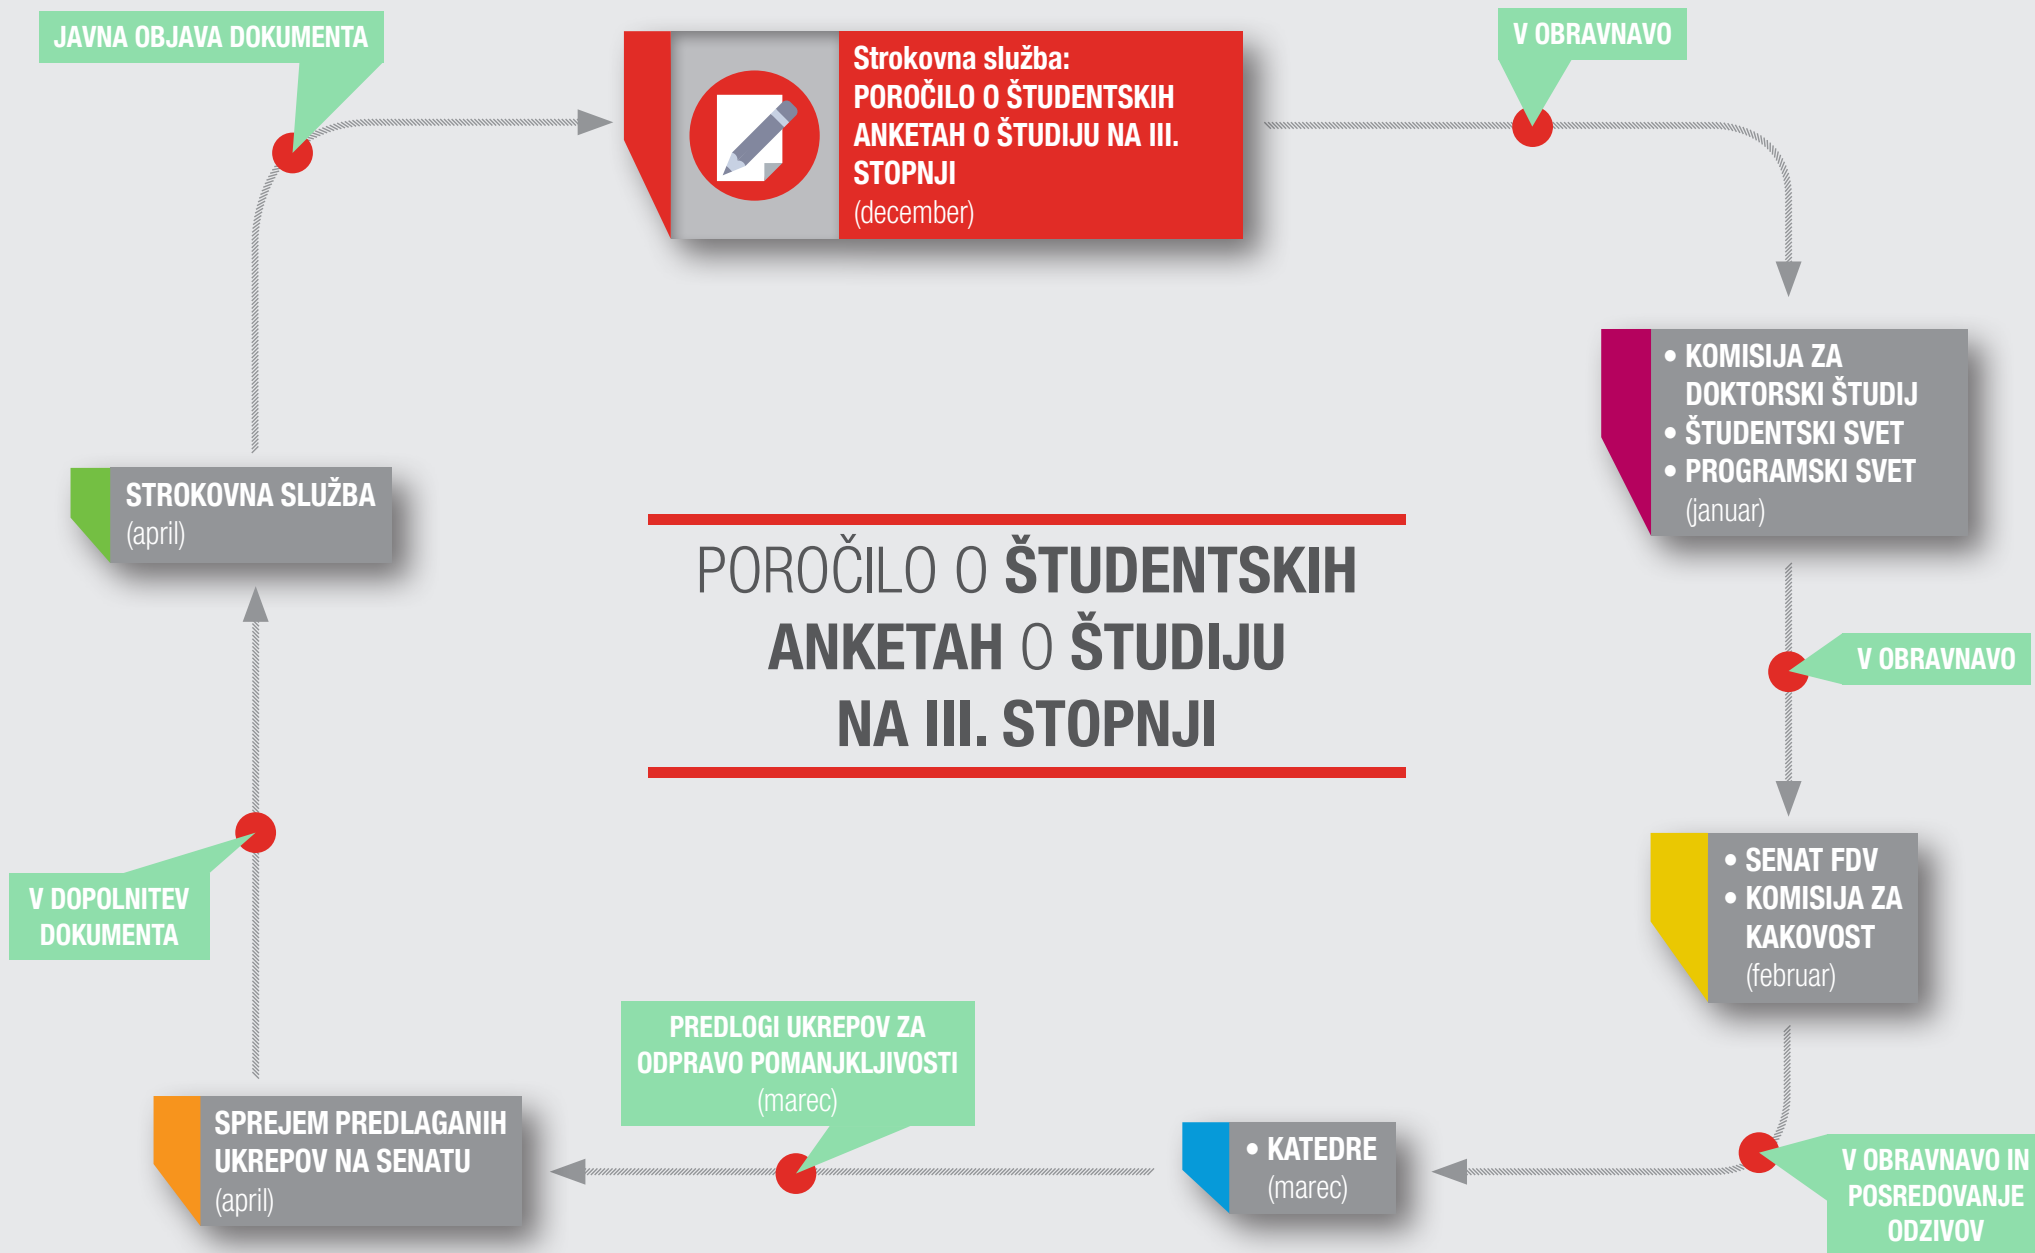 JAVNA OBJAVA DOKUMENTA
Strokovna služba:
POROČILO O ŠTUDENTSKIH
ANKETAH O ŠTUDIJU NA III.
STOPNJI
(december)
V OBRAVNAVO
• KOMISIJA ZA
DOKTORSKI ŠTUDIJ
• ŠTUDENTSKI SVET
• PROGRAMSKI SVET
(januar)
STROKOVNA SLUŽBA
(april)
POROČILO O ŠTUDENTSKIH
ANKETAH O ŠTUDIJU
NA III. STOPNJI
V OBRAVNAVO
• SENAT FDV
• KOMISIJA ZA
KAKOVOST
(februar)
V DOPOLNITEV
DOKUMENTA
PREDLOGI UKREPOV ZA
ODPRAVO POMANJKLJIVOSTI
(marec)
SPREJEM PREDLAGANIH
UKREPOV NA SENATU
(april)
• KATEDRE
(marec)
V OBRAVNAVO IN
POSREDOVANJE
ODZIVOV